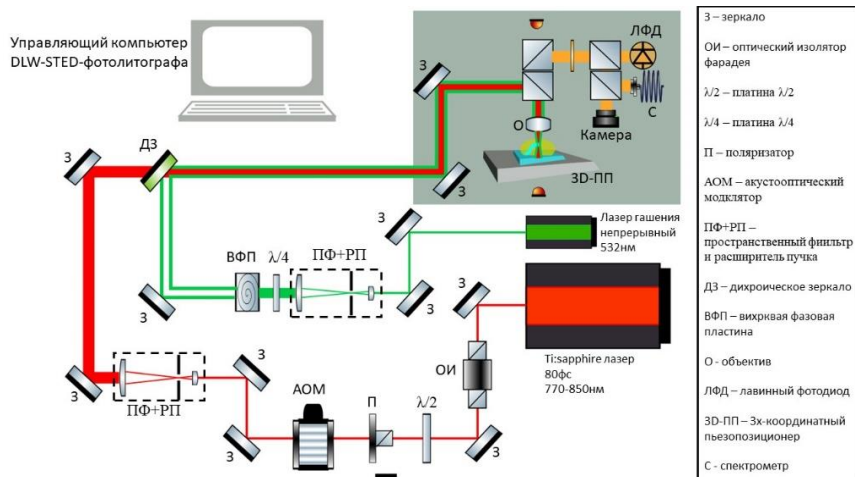 Управляющий компьютер
DLW-STED-фотолитографа
З
ДЗ
З
З
О
З
3D-ПП
ЛФД
С
Камера
З
ВФП
λ/4
ПФ+РП
З
З
Лазер гашения
непрерывный
532нм
З
ОИ
Ti:sapphire лазер
80фс
770-850нм
З
ПФ+РП
З
З
АОМ
П
λ/2
З
З – зеркало
ОИ – оптический изолятор
фарадея
λ/2 – платина λ/2
λ/4 – платина λ/4
П – поляризатор
АОМ – акустооптический
модклятор
ПФ+РП –
пространственный фиильтр
и расширитель пучка
ДЗ – дихроическое зеркало
ВФП – вихрквая фазовая
пластина
О - объектив
ЛФД – лавинный фотодиод
3D-ПП – 3х-координатный
пьезопозиционер
С - спектрометр